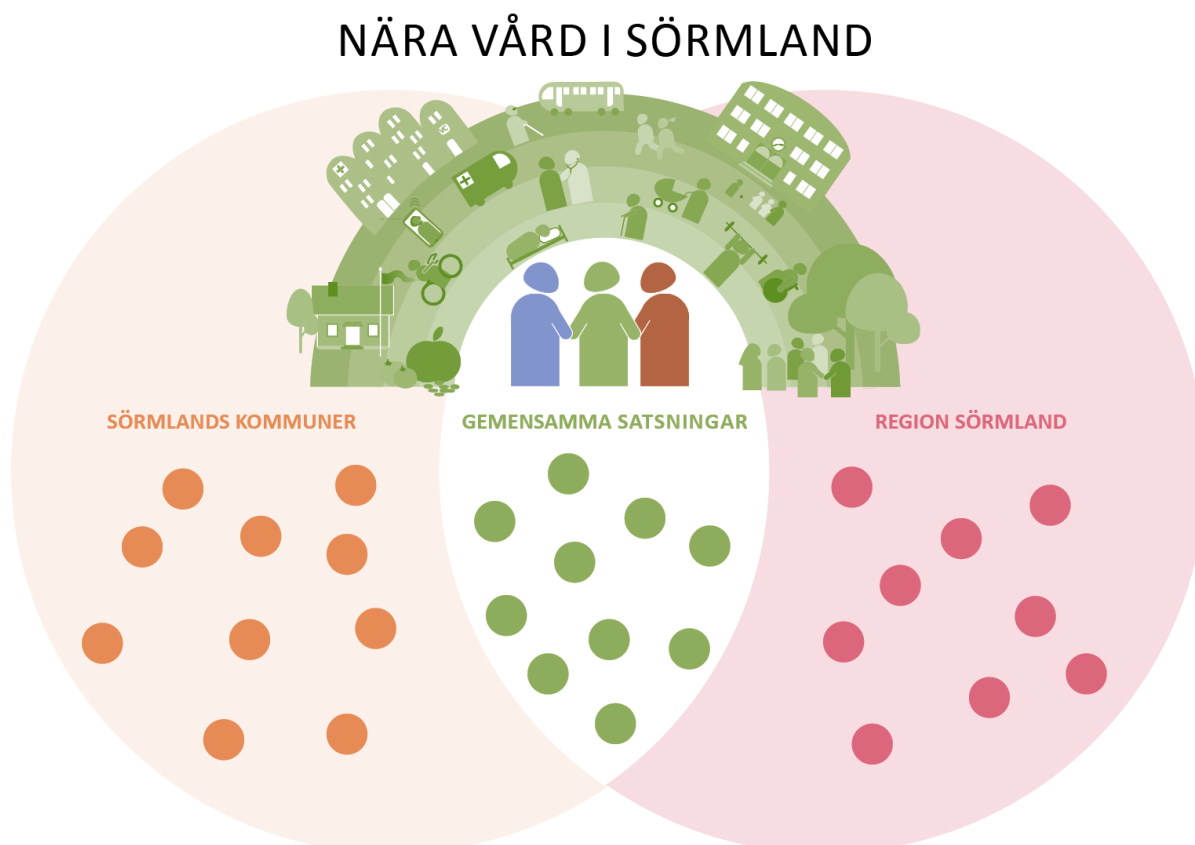 NÄRA VÅRD I SÖRMLAND
SÖRMLANDS KOMMUNER
GEMENSAMMA SATSNINGAR
REGION SÖRMLAND